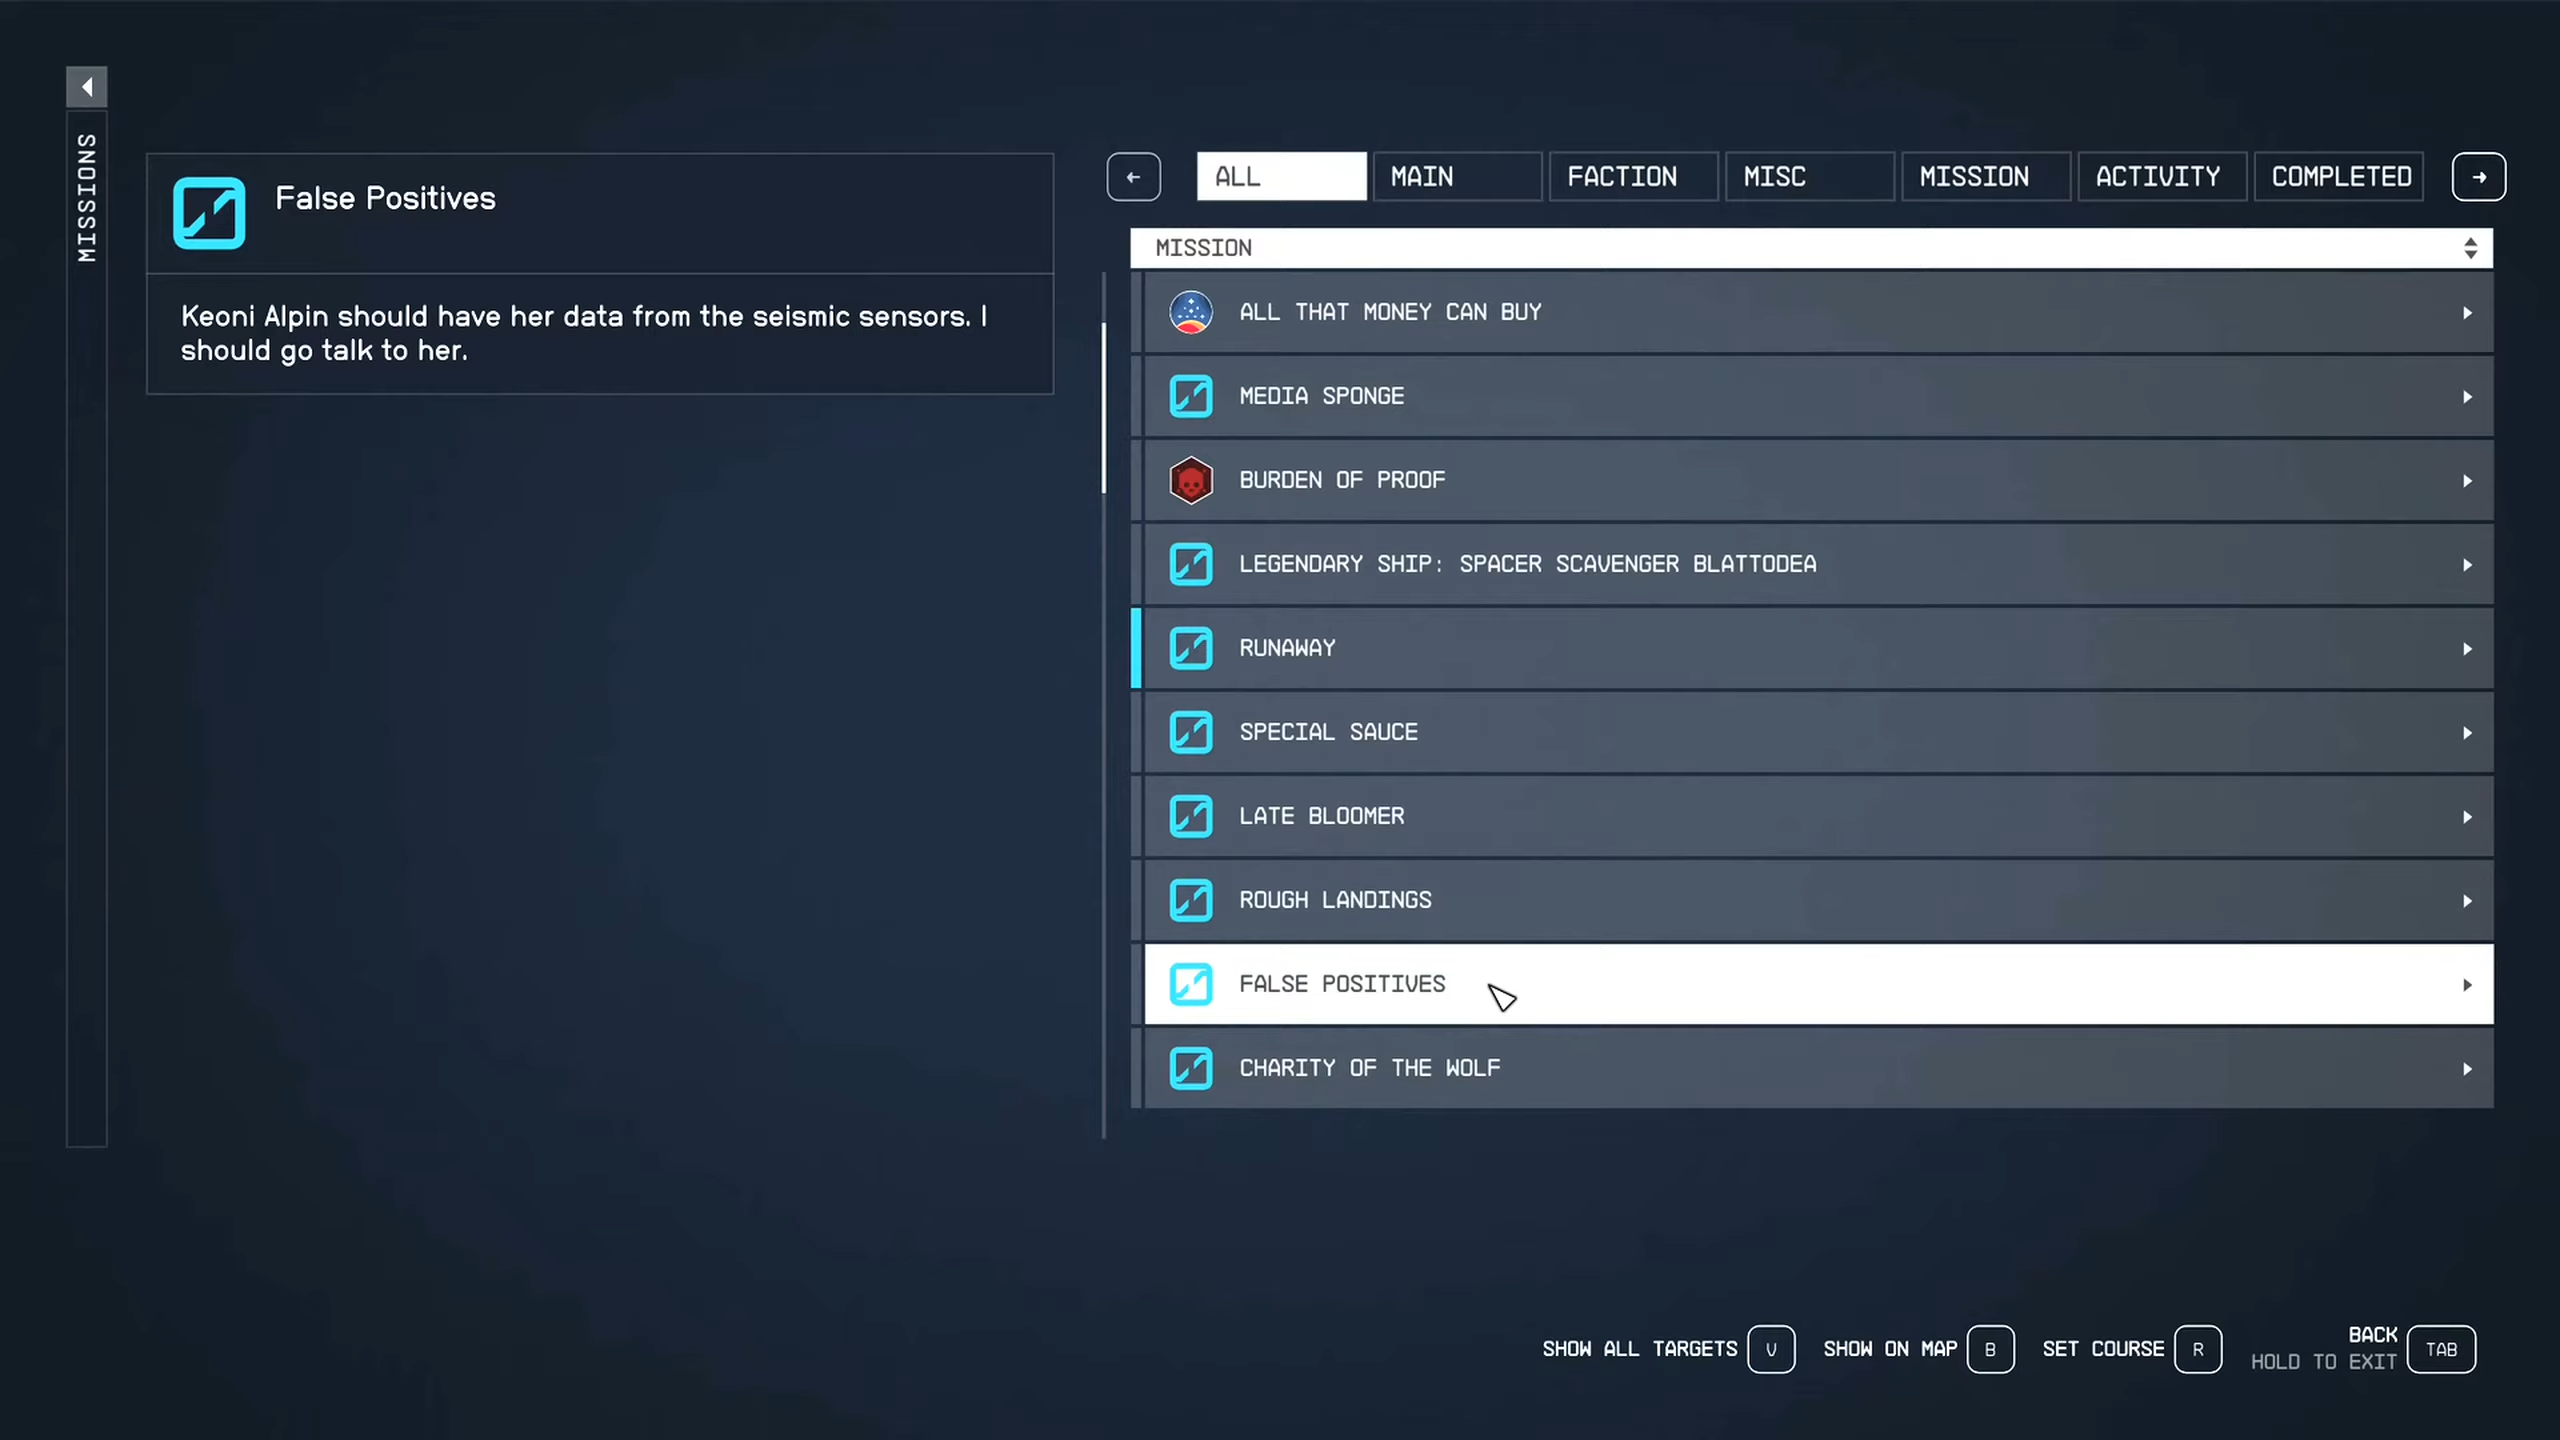 MISSIONS
False Positives
Keoni Alpin should have her data from the seismic sensors. I
should go talk to her.
ALL
MAIN
FACTION
MISC
MISSION
ACTIVITY
COMPLETED
MISSION
ALL THAT MONEY CAN BUY
MEDIA SPONGE
BURDEN OF PROOF
LEGENDARY SHIP: SPACER SCAVENGER BLATTODEA
RUNAWAY
SPECIAL SAUCE
LATE BLOOMER
ROUGH LANDINGS
FALSE POSITIVES
CHARITY OF THE WOLF
SHOW ALL TARGETS V
SHOW ON MAP B
SET COURSE R
BACK
HOLD TO EXIT
TAB